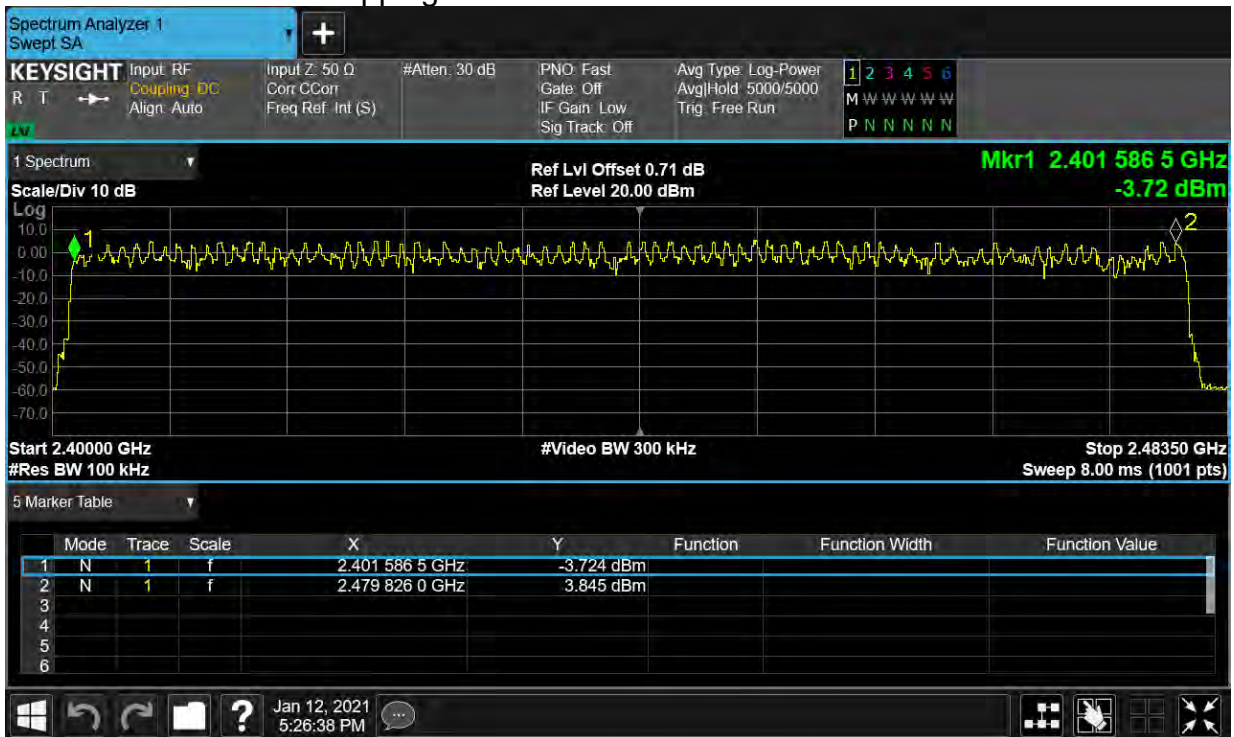 Spectrum Analyzer 1
Swept SA
+
KEYSIGHT Input: RF Input Z: 50 Ω #Atten: 30 dB PNO: Fast Avg Type: Log-Power 1 2 3 4 5 6
R T Coupling: DC Corr CCorr Gate: Off Avg|Hold: 5000/5000 M W W W W W
Align: Auto Freq Ref: Int (S) IF Gain: Low Trig: Free Run
LXI Sig Track: Off P N N N N N N
1 Spectrum Ref Lvl Offset 0.71 dB Mkr1 2.401 586 5 GHz
Scale/Div 10 dB Ref Level 20.00 dBm -3.72 dBm
Log
10.0
0.00
-10.0
-20.0
-30.0
-40.0
-50.0
-60.0
-70.0
1
2
Start 2.40000 GHz #Video BW 300 kHz Stop 2.48350 GHz
#Res BW 100 kHz Sweep 8.00 ms (1001 pts)
5 Marker Table
Mode Trace Scale X Y Function Function Width Function Value
1 N 1 f 2.401 586 5 GHz -3.724 dBm
2 N 1 f 2.479 826 0 GHz 3.845 dBm
3
4
5
6
? Jan 12, 2021
5:26:38 PM